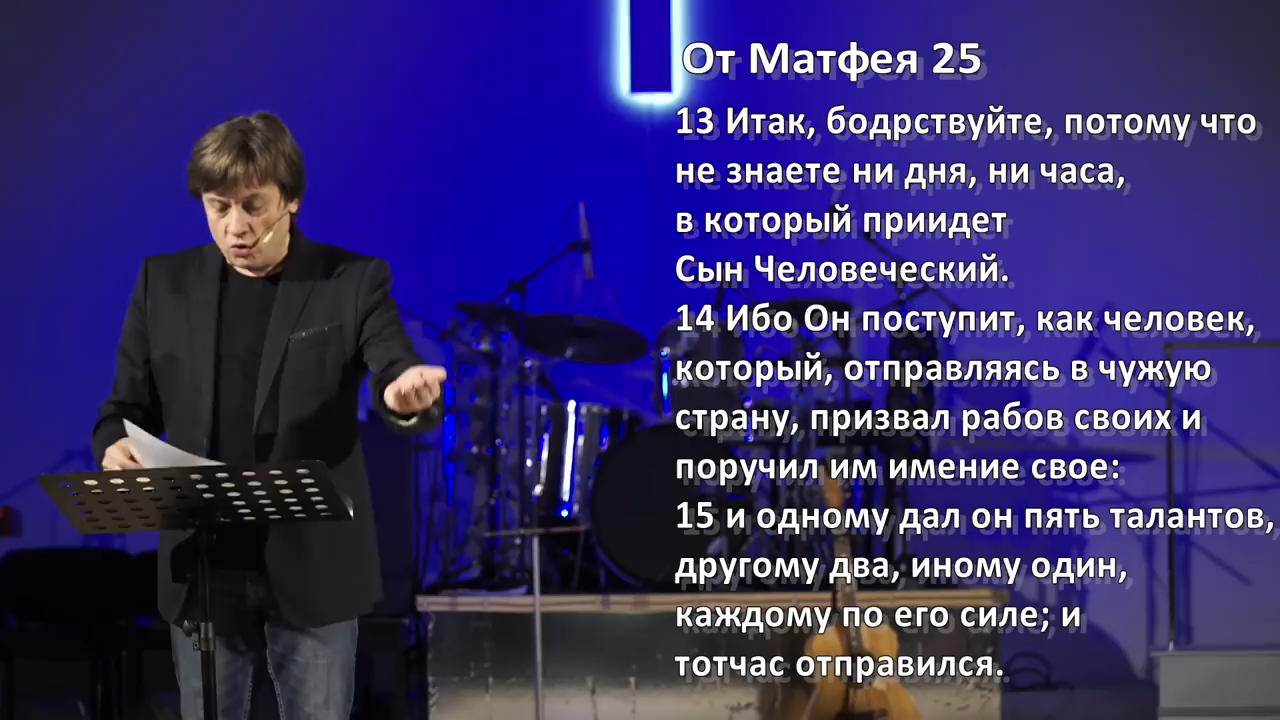 От Матфея 25
13 Итак, бодрствуйте, потому что
не знаете ни дня, ни часа,
в который приидет
Сын Человеческий.
14 Ибо Он поступит, как человек,
который, отправляясь в чужую
страну, призвал рабов своих и
поручил им имение свое:
15 и одному дал он пять талантов,
другому два, иному один,
каждому по его силе; и
тотчас отправился.